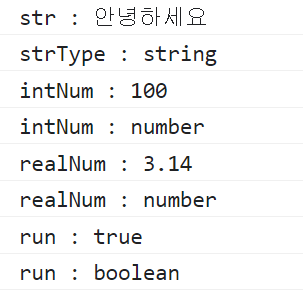 str : 안녕하세요
strType : string
intNum : 100
intNum : number
realNum : 3.14
realNum : number
run : true
run : boolean